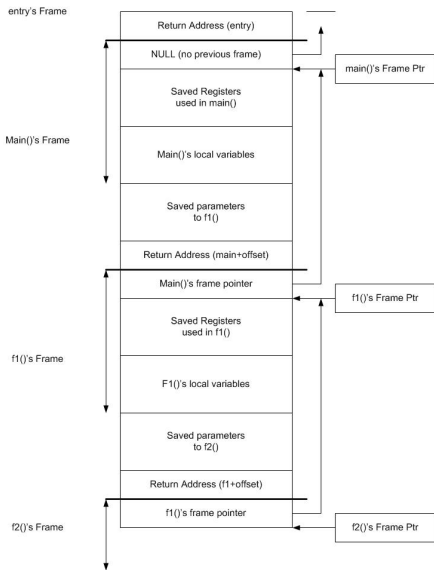 entry's Frame
Return Address (entry)
NULL (no previous frame)
main()'s Frame Ptr
Saved Registers
used in main()
Main()'s Frame
Main()'s local variables
Saved parameters
to f1()
Return Address (main+offset)
Main()'s frame pointer
f1()'s Frame Ptr
Saved Registers
used in f1()
f1()'s Frame
F1()'s local variables
Saved parameters
to f2()
Return Address (f1+offset)
f1()'s frame pointer
f2()'s Frame
f2()'s Frame Ptr